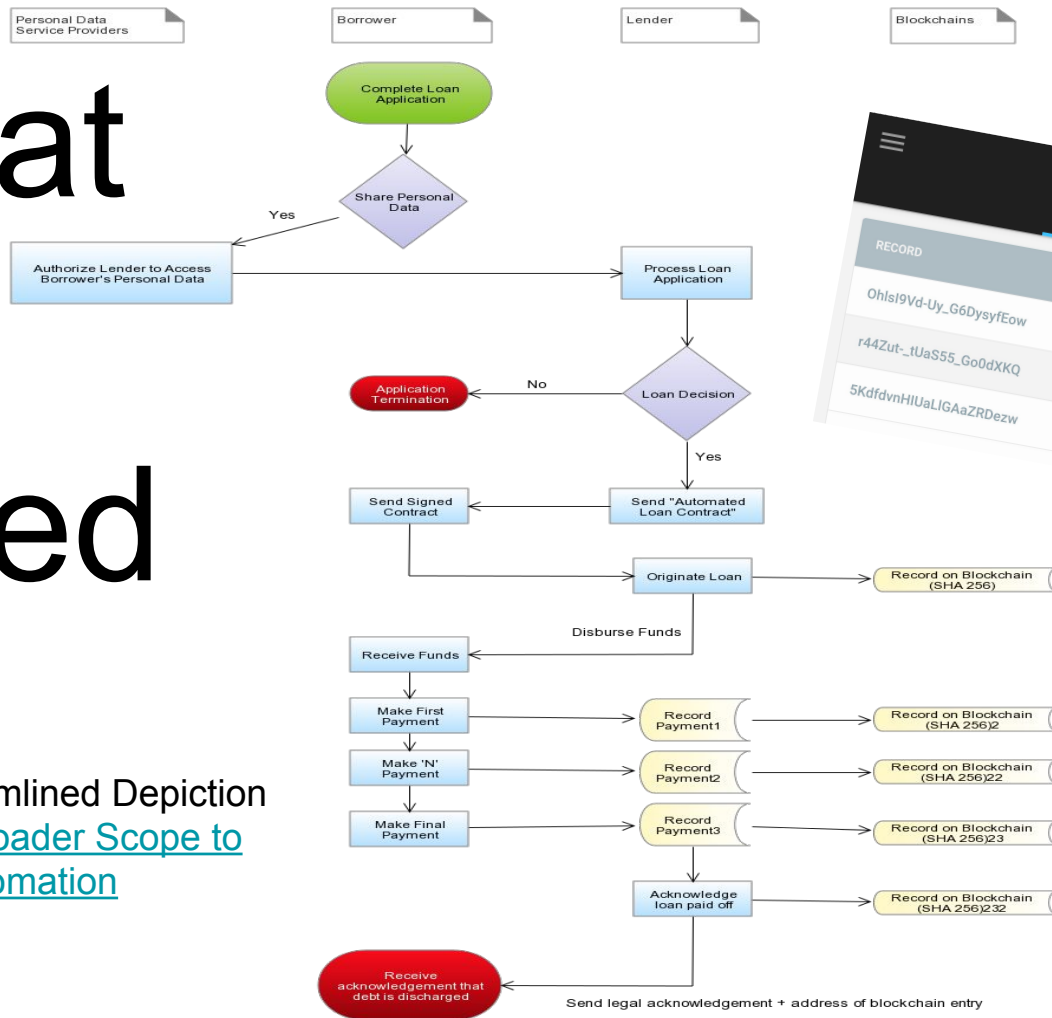 Personal Data
Service Providers
Borrower
Lender
Blockchains
Complete Loan
Application
at
Share Personal
Data
Yes
Authorize Lender to Access
Borrower's Personal Data
Process Loan
Application
RECORD
OhlsI9Vd-Uy_G6DysyfEow
r44Zut-_tUaS55_Go0dXKQ
5KdfdvnHIUaLIGAaZRDezw
Application
Termination
No
Loan Decision
Yes
ed
Send Signed
Contract
Send "Automated
Loan Contract"
Originate Loan
Record on Blockchain
(SHA 256)
Disburse Funds
Receive Funds
Make First
Payment
Record
Payment1
Record on Blockchain
(SHA 256)2
Make 'N'
Payment
Record
Payment2
Record on Blockchain
(SHA 256)22
mlined Depiction
oader Scope to
omation
Make Final
Payment
Record
Payment3
Record on Blockchain
(SHA 256)23
Acknowledge
loan paid off
Record on Blockchain
(SHA 256)232
Receive
acknowledgement that
debt is discharged
Send legal acknowledgement + address of blockchain entry